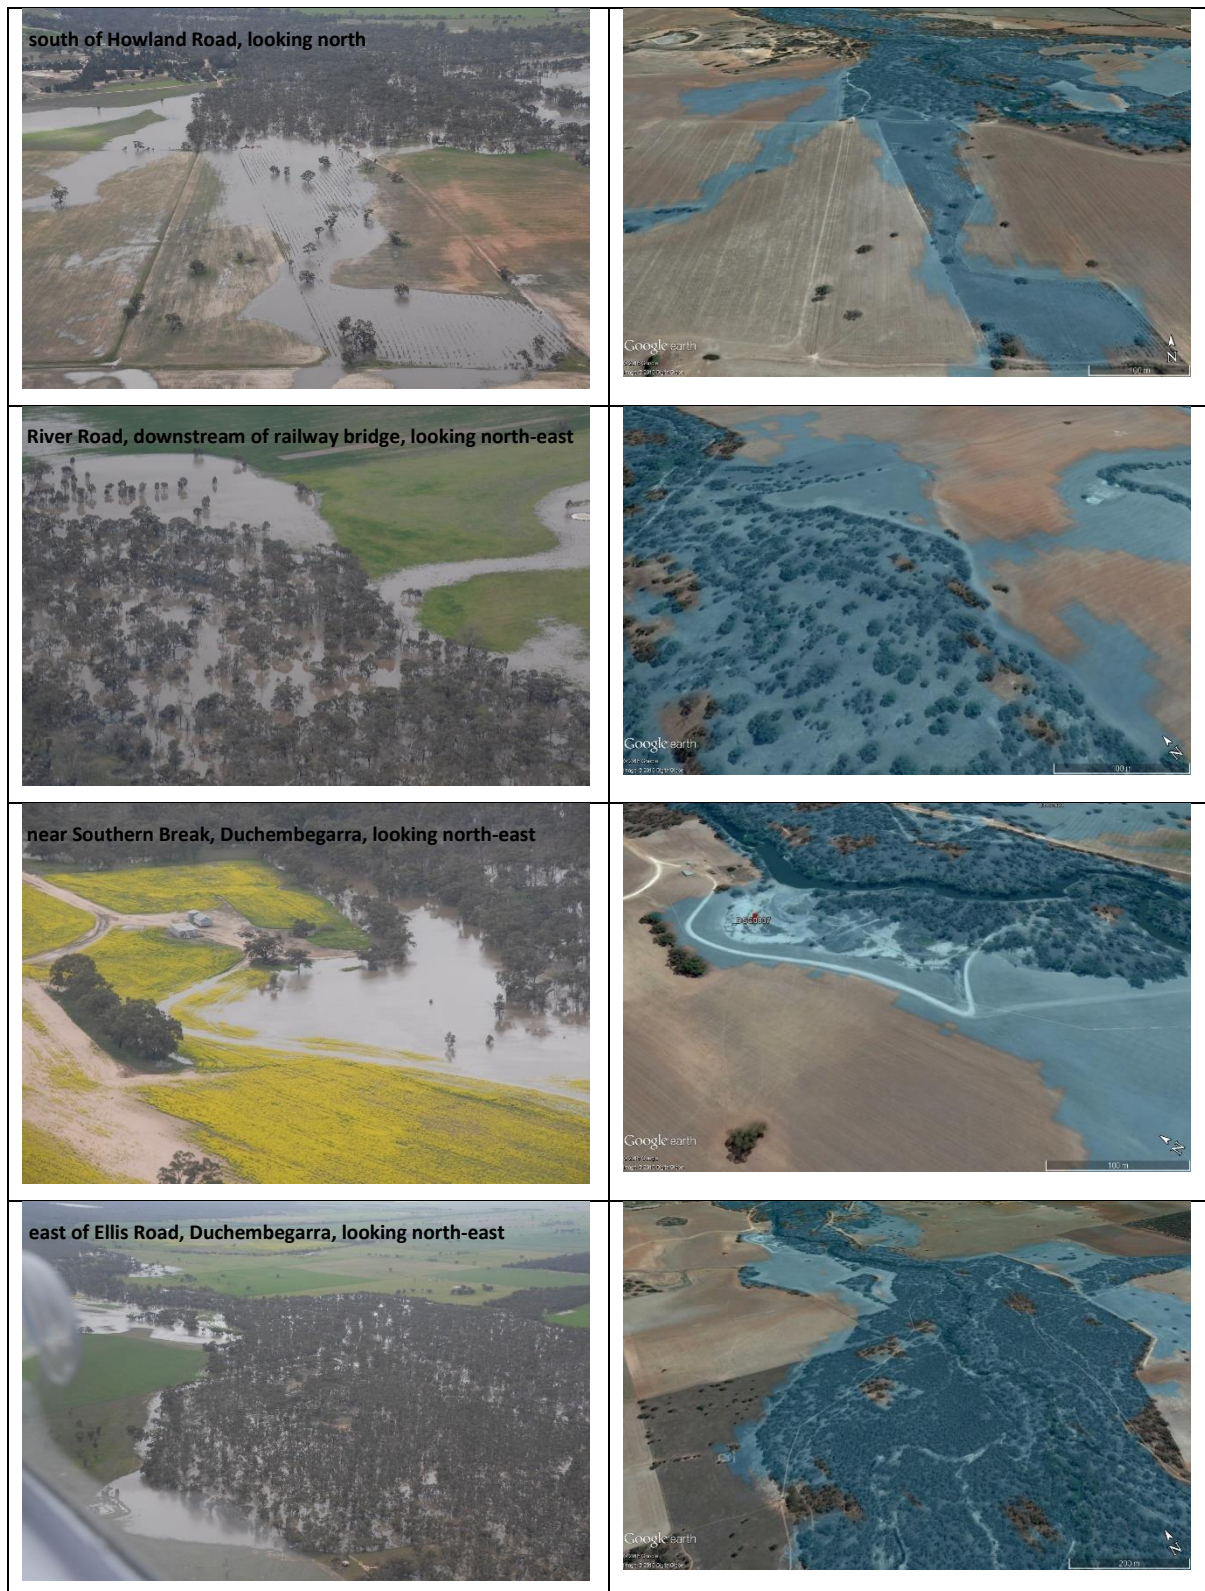 south of Howland Road, looking north
Google earth
100 m
N
River Road, downstream of railway bridge, looking north-east
Google earth
100 m
N
near Southern Break, Duchembegarra, looking north-east
Google earth
100 m
N
east of Ellis Road, Duchembegarra, looking north-east
Google earth
200 m
N